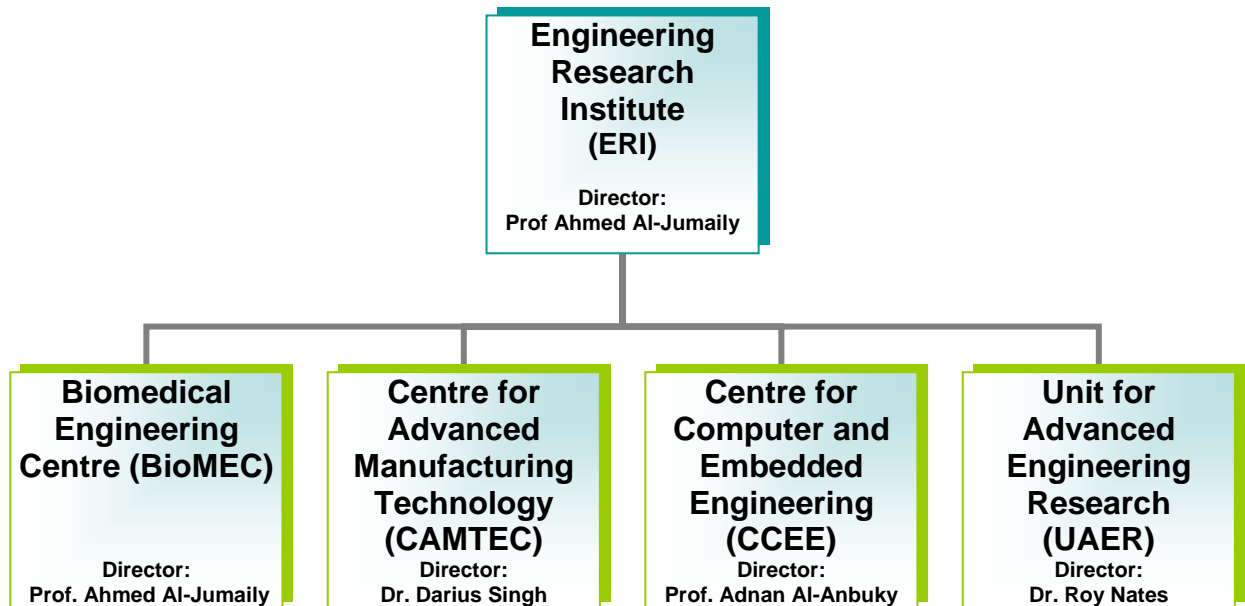 Engineering
Research
Institute
(ERI)
Director:
Prof Ahmed Al-Jumaily
Biomedical
Engineering
Centre (BioMEC)
Director:
Prof. Ahmed Al-Jumaily
Centre for
Advanced
Manufacturing
Technology
(CAMTEC)
Director:
Dr. Darius Singh
Centre for
Computer and
Embedded
Engineering
(CCEE)
Director:
Prof. Adnan Al-Anbuky
Unit for
Advanced
Engineering
Research
(UAER)
Director:
Dr. Roy Nates